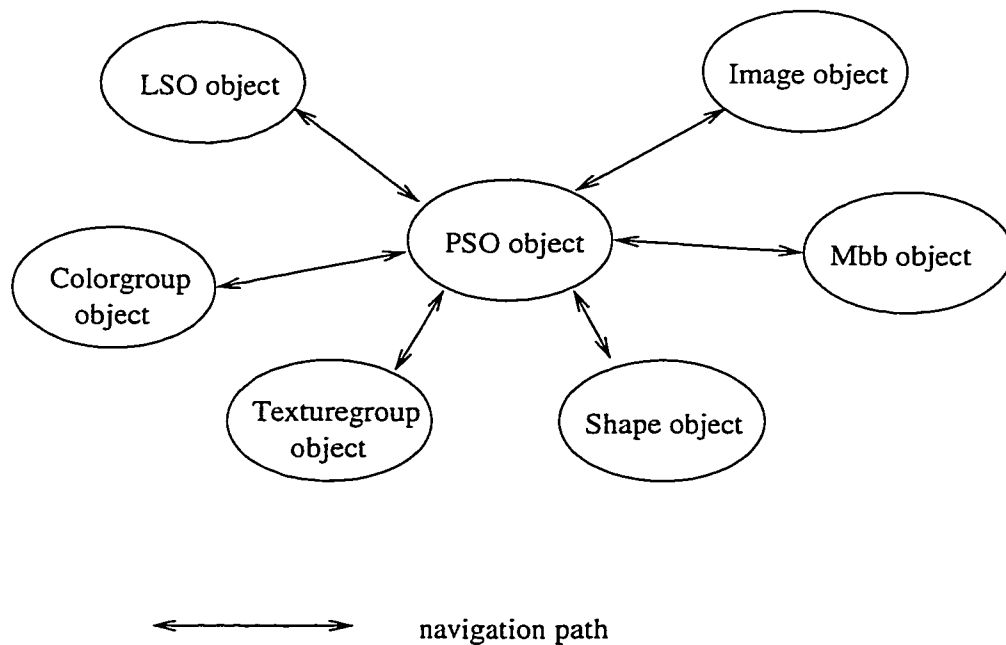 LSO object
Image object
PSO object
Mbb object
Colorgroup
object
Texturegroup
object
Shape object
navigation path